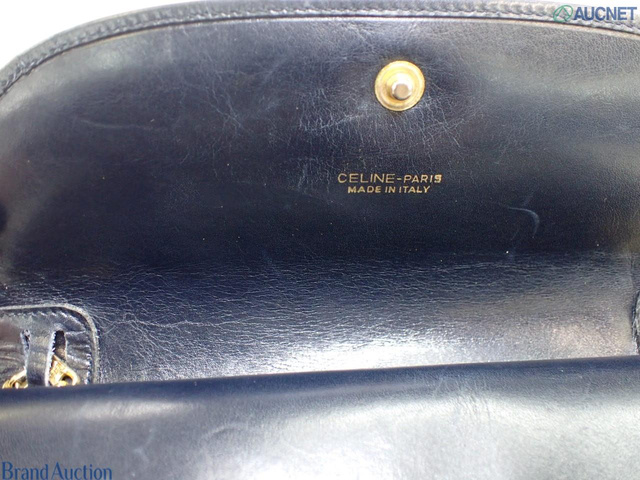 AUCNET
CELINE-PARIS
MADE IN ITALY
Brand Auction